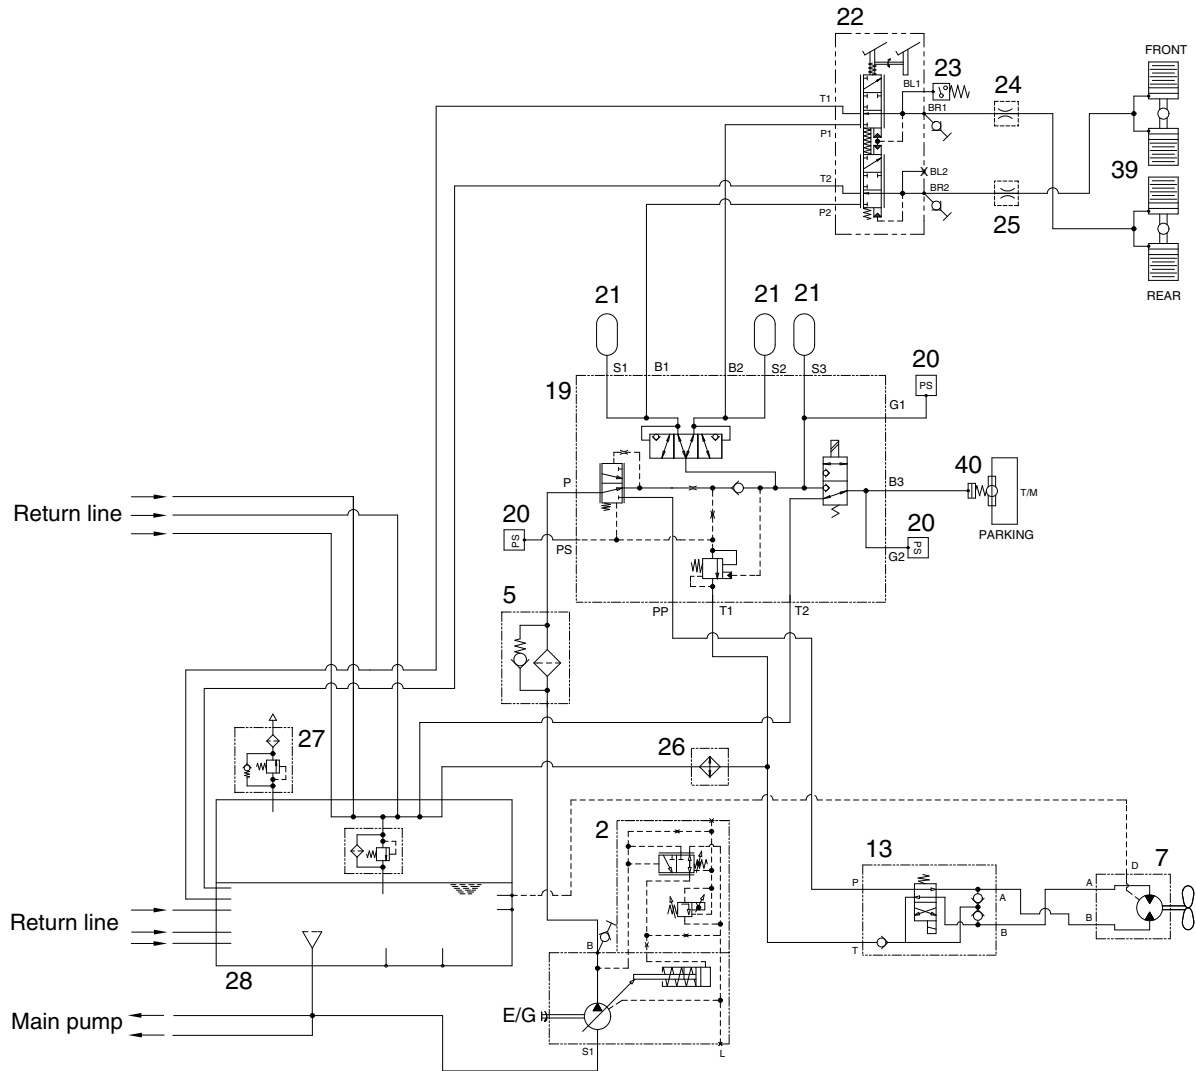 22
FRONT
23
24
BL1
T1
BR1
P1
BL2
39
T2
BR2
P2
25
REAR
21
21
21
20
PS
S1
B1
B2
S2
S3
19
G1
P
B3
40
T/M
PARKING
Return line
20
PS
PS
20
PS
G2
5
PP
T1
T2
27
26
2
13
7
D
P
A
A
B
B
T
Return line
B
28
E/G
Main pump
S1
L